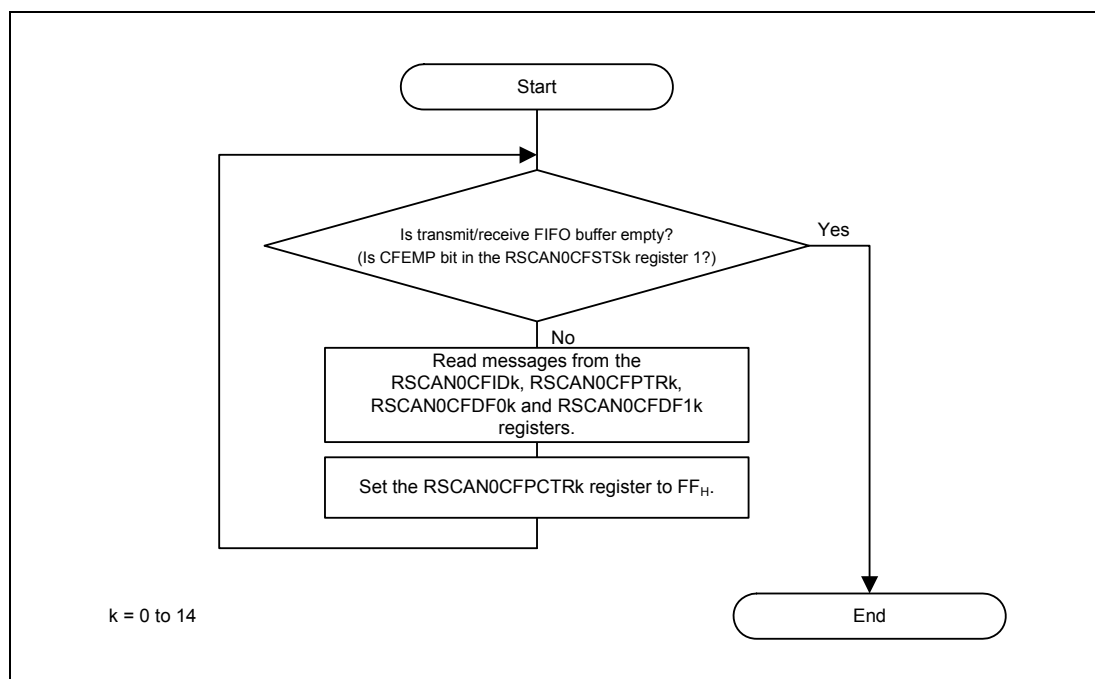 Start
Is transmit/receive FIFO buffer empty?
(Is CFEMP bit in the RSCAN0CFSTSk register 1?)
Yes
No
Read messages from the
RSCAN0CFIDk, RSCAN0CFPTRk,
RSCAN0CFDF0k and RSCAN0CFDF1k
registers.
Set the RSCAN0CFPCTRk register to FFH.
k = 0 to 14
End